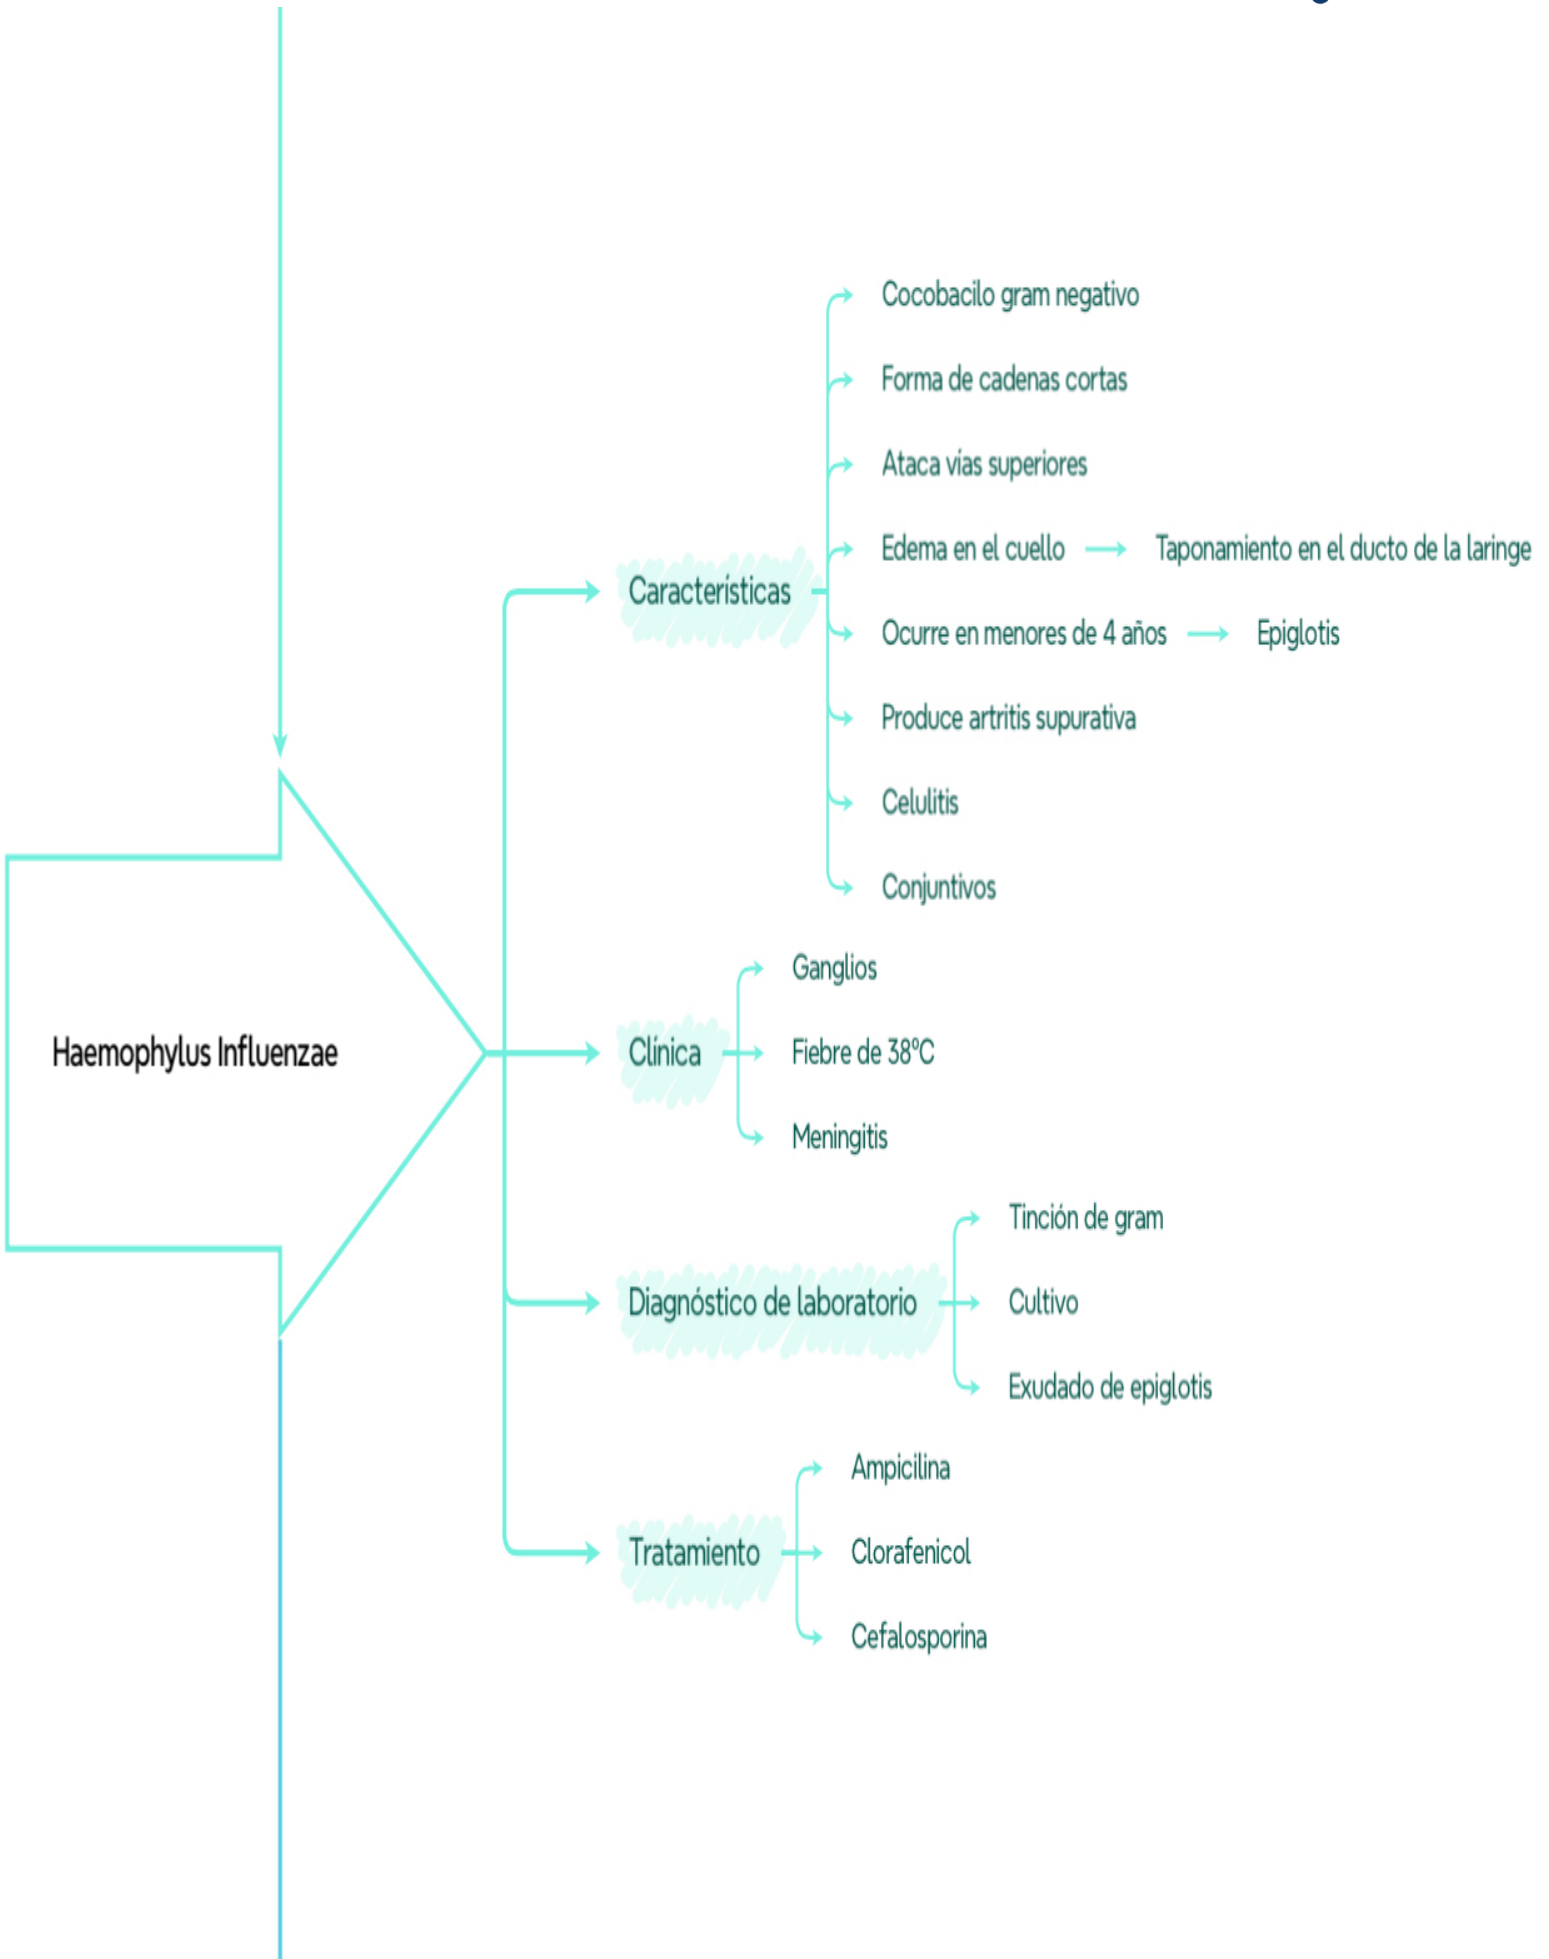 Haemophylus Influenzae
Características
Cocobacilo gram negativo
Forma de cadenas cortas
Ataca vías superiores
Edema en el cuello
Taponamiento en el ducto de la laringe
Ocurre en menores de 4 años
Epiglotis
Produce artritis supurativa
Celulitis
Conjuntivos
Clínica
Ganglios
Fiebre de 38°C
Meningitis
Diagnóstico de laboratorio
Tinción de gram
Cultivo
Exudado de epiglotis
Tratamiento
Ampicilina
Clorafenicol
Cefalosporina